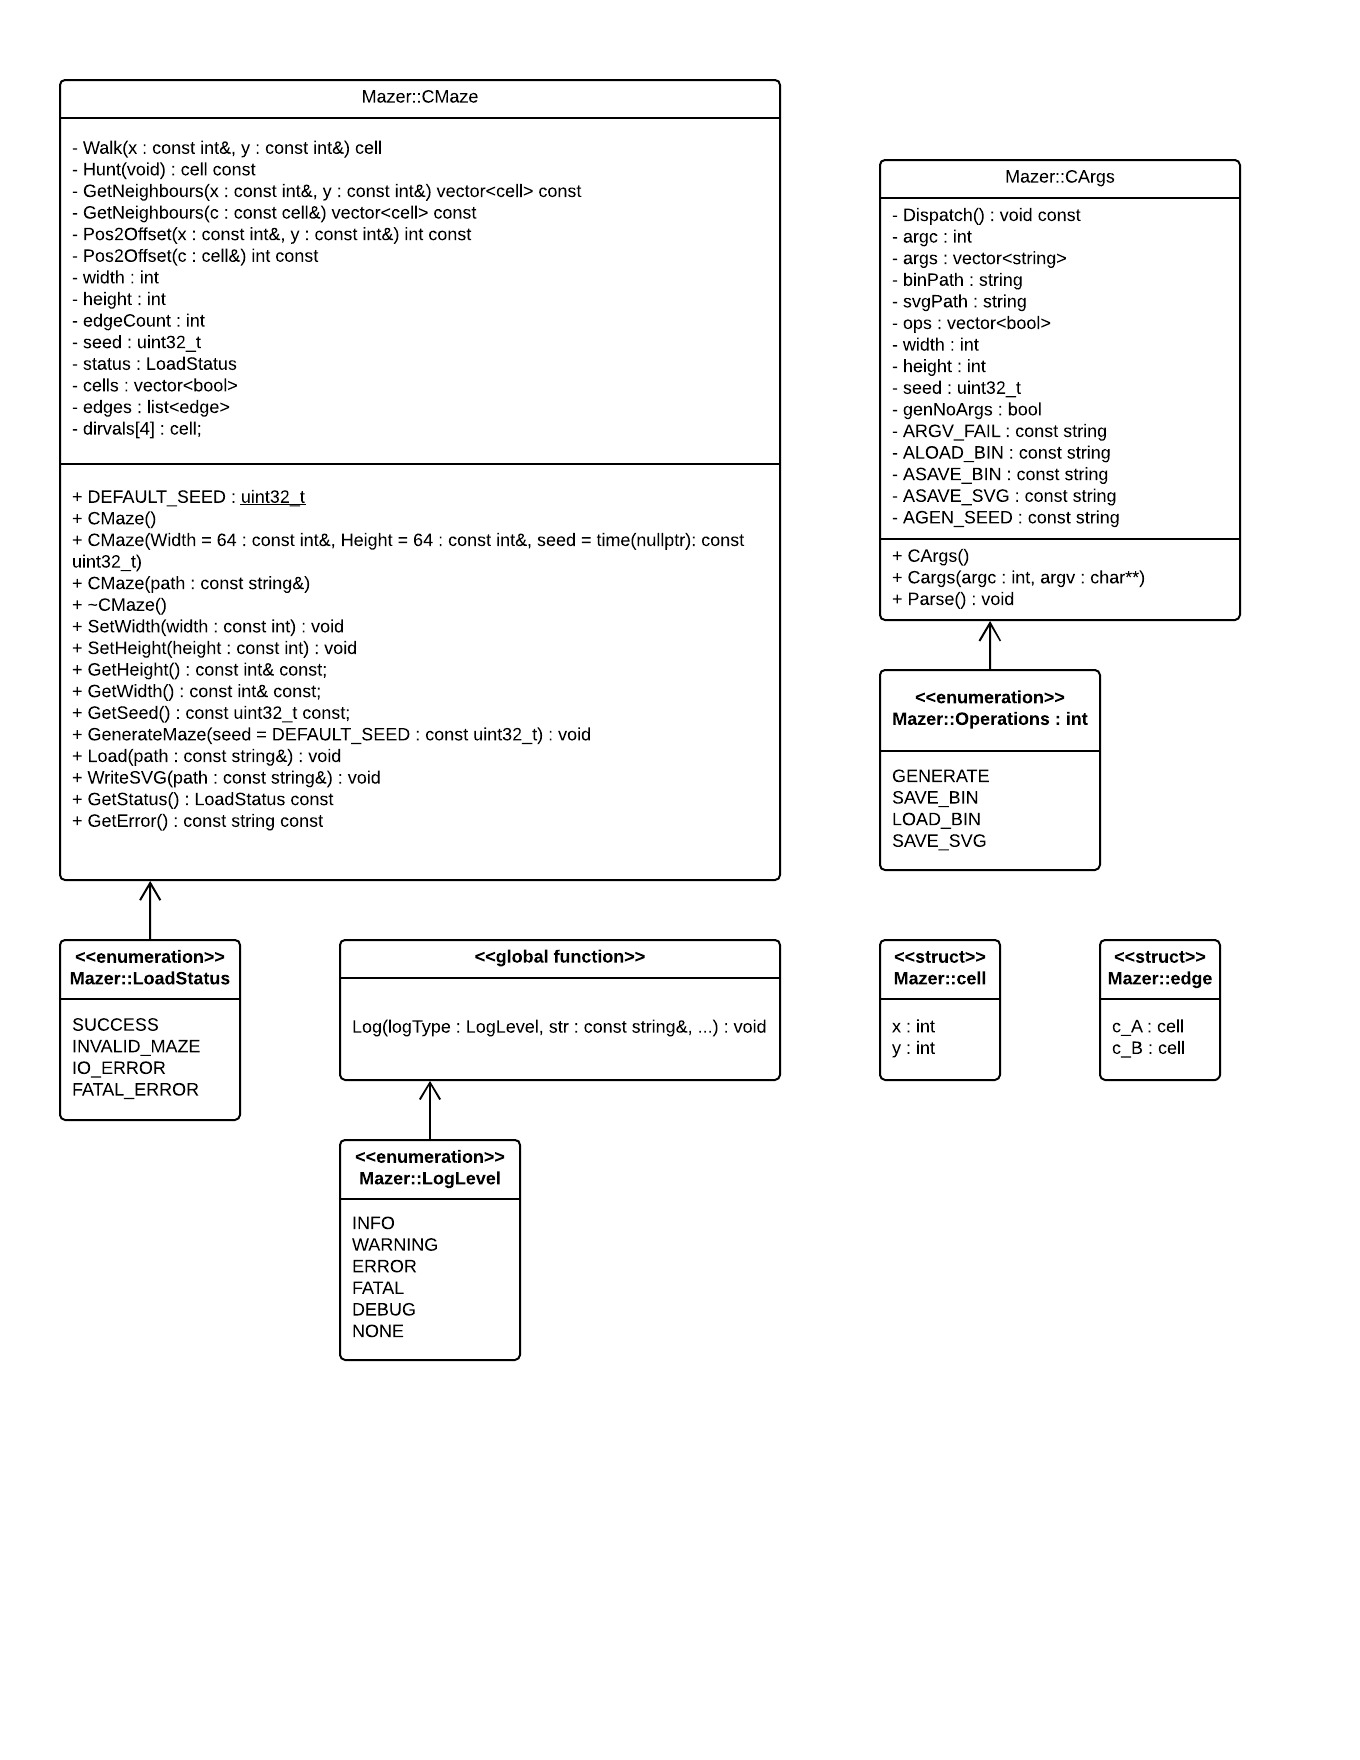 Mazer::CMaze
- Walk(x : const int&, y : const int&) cell
- Hunt(void) : cell const
- GetNeighbours(x : const int&, y : const int&) vector<cell> const
- GetNeighbours(c : const cell&) vector<cell> const
- Pos2Offset(x : const int&, y : const int&) int const
- Pos2Offset(c : cell&) int const
- width : int
- height : int
- edgeCount : int
- seed : uint32_t
- status : LoadStatus
- cells : vector<bool>
- edges : list<edge>
- dirvals[4] : cell;
+ DEFAULT_SEED : uint32_t
+ CMaze()
+ CMaze(Width = 64 : const int&, Height = 64 : const int&, seed = time(nullptr): const
uint32_t)
+ CMaze(path : const string&)
+ ~CMaze()
+ SetWidth(width : const int) : void
+ SetHeight(height : const int) : void
+ GetHeight() : const int& const;
+ GetWidth() : const int& const;
+ GetSeed() : const uint32_t const;
+ GenerateMaze(seed = DEFAULT_SEED : const uint32_t) : void
+ Load(path : const string&) : void
+ WriteSVG(path : const string&) : void
+ GetStatus() : LoadStatus const
+ GetError() : const string const
Mazer::CArgs
- Dispatch() : void const
- argc : int
- args : vector<string>
- binPath : string
- svgPath : string
- ops : vector<bool>
- width : int
- height : int
- seed : uint32_t
- genNoArgs : bool
- ARGV_FAIL : const string
- ALOAD_BIN : const string
- ASAVE_BIN : const string
- ASAVE_SVG : const string
- AGEN_SEED : const string
+ CArgs()
+ Cargs(argc : int, argv : char**)
+ Parse() : void
<<enumeration>>
Mazer::Operations : int
GENERATE
SAVE_BIN
LOAD_BIN
SAVE_SVG
<<enumeration>>
Mazer::LoadStatus
SUCCESS
INVALID_MAZE
IO_ERROR
FATAL_ERROR
<<global function>>
Log(logType : LogLevel, str : const string&, ...) : void
<<struct>>
Mazer::cell
x : int
y : int
<<struct>>
Mazer::edge
c_A : cell
c_B : cell
<<enumeration>>
Mazer::LogLevel
INFO
WARNING
ERROR
FATAL
DEBUG
NONE